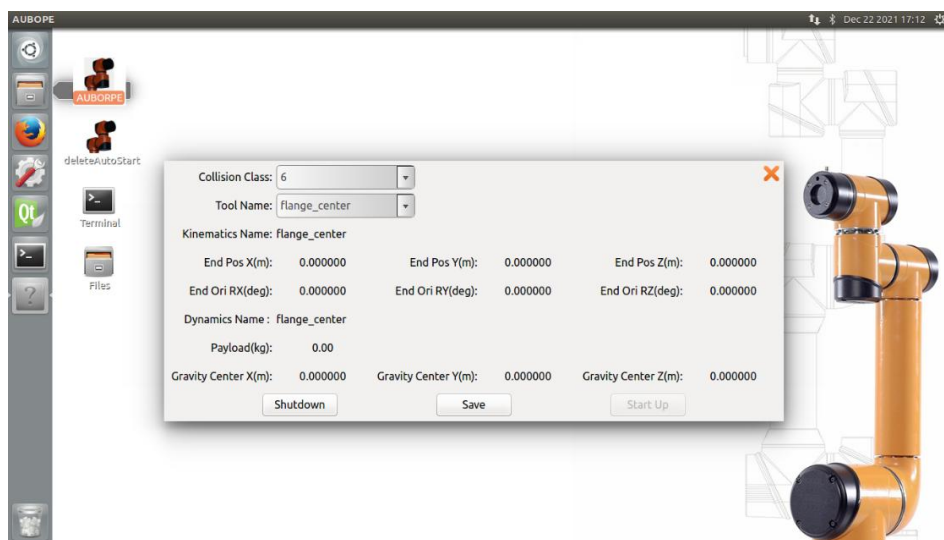 AUBOPE
Dec 22 2021 17:12
AUBORPE
deleteAutoStart
Terminal
Files
Qt
>_
?
Collision Class: 6
Tool Name: flange_center
Kinematics Name: flange_center
End Pos X(m): 0.000000 End Pos Y(m): 0.000000 End Pos Z(m): 0.000000
End Ori RX(deg): 0.000000 End Ori RY(deg): 0.000000 End Ori RZ(deg): 0.000000
Dynamics Name : flange_center
Payload(kg): 0.00
Gravity Center X(m): 0.000000 Gravity Center Y(m): 0.000000 Gravity Center Z(m): 0.000000
Shutdown Save Start Up